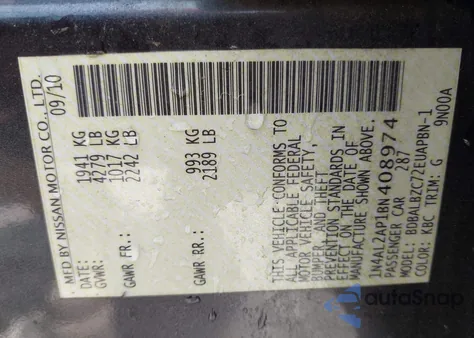 MFD BY NISSAN MOTOR CO., LTD.
DATE: 09/10
GVWR: 1941 KG
4279 LB
GAWR FR.: 1017 KG
2242 LB
GAWR RR.: 993 KG
2189 LB
THIS VEHICLE CONFORMS TO
ALL APPLICABLE FEDERAL
MOTOR VEHICLE SAFETY,
BUMPER, AND THEFT
PREVENTION STANDARDS IN
EFFECT ON THE DATE OF
MANUFACTURE SHOWN ABOVE.
1N4AL2AP1BN408974
PASSENGER CAR 287
MODEL: BDBALBZC72EUAPBN-1
COLOR: KBC TRIM: G 9N00A
autoSnap